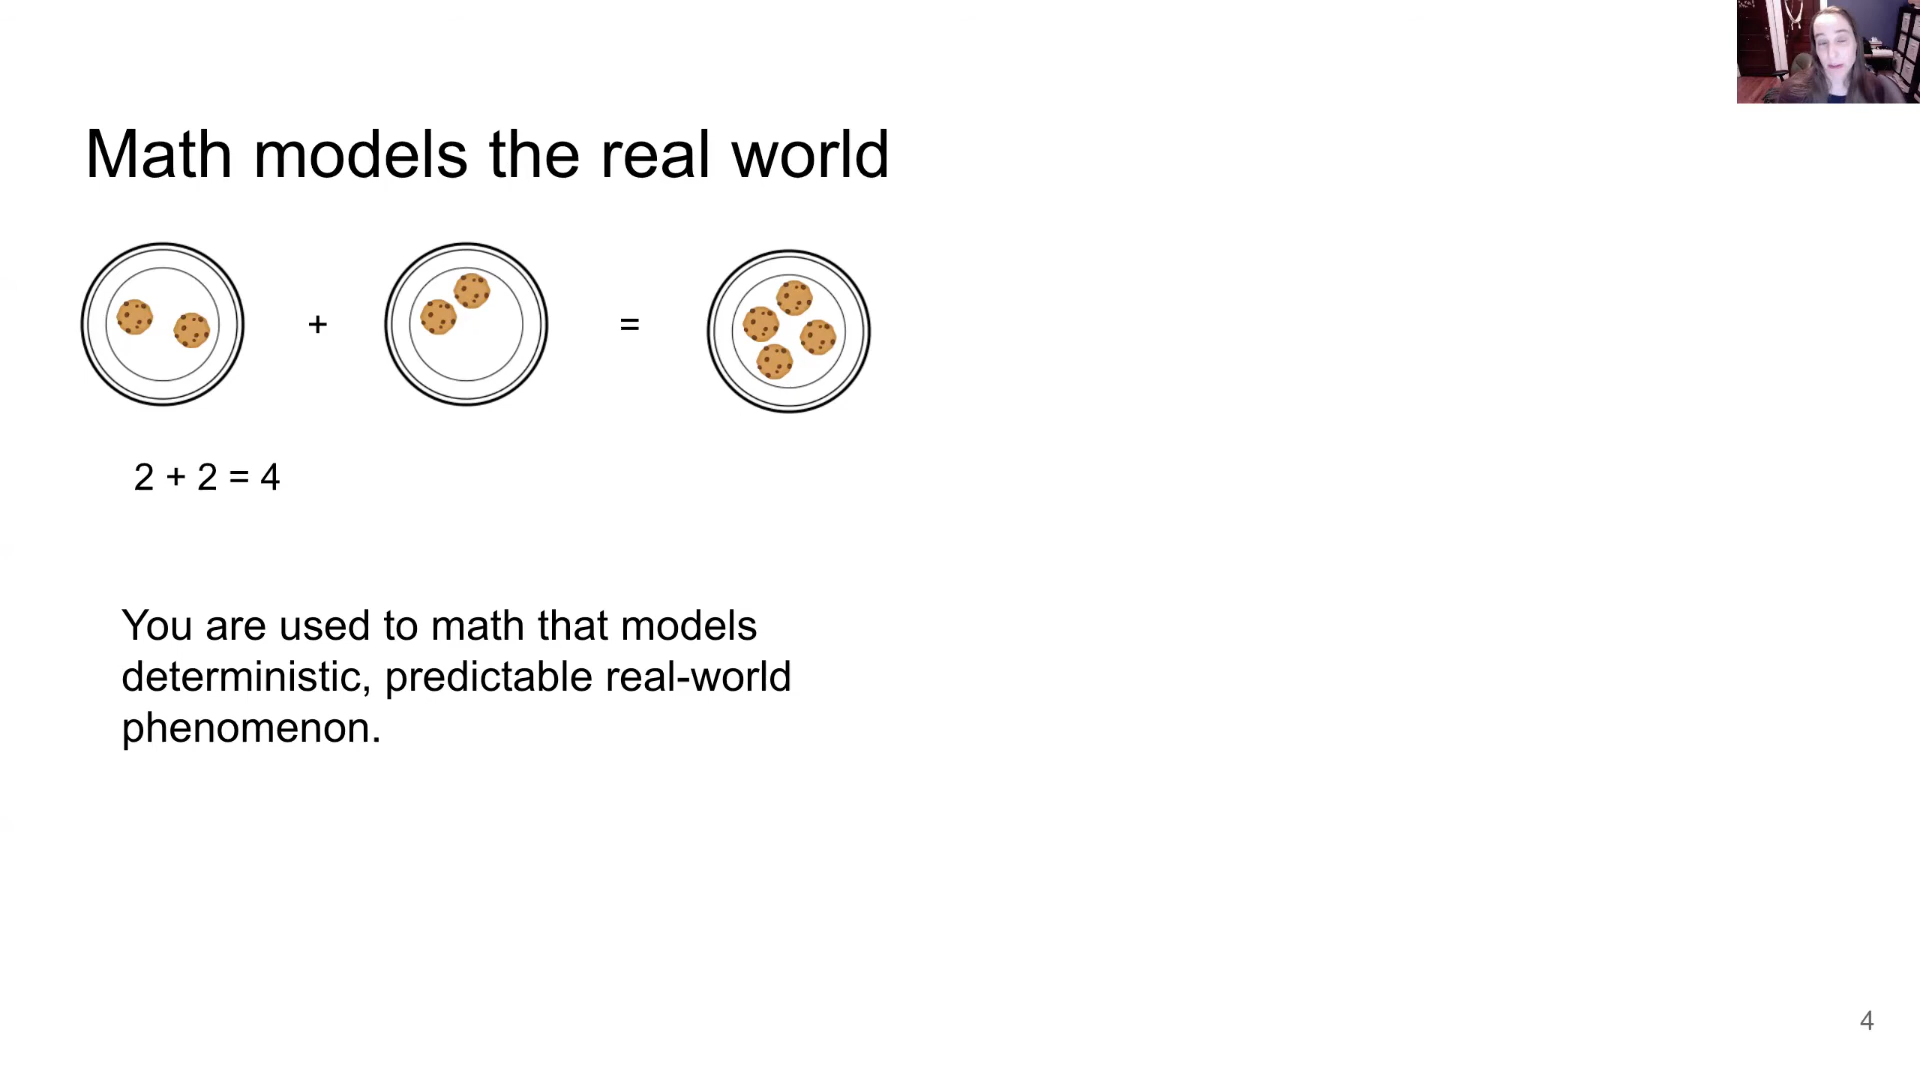 Math models the real world
+ =
2 + 2 = 4
You are used to math that models
deterministic, predictable real-world
phenomenon.
4